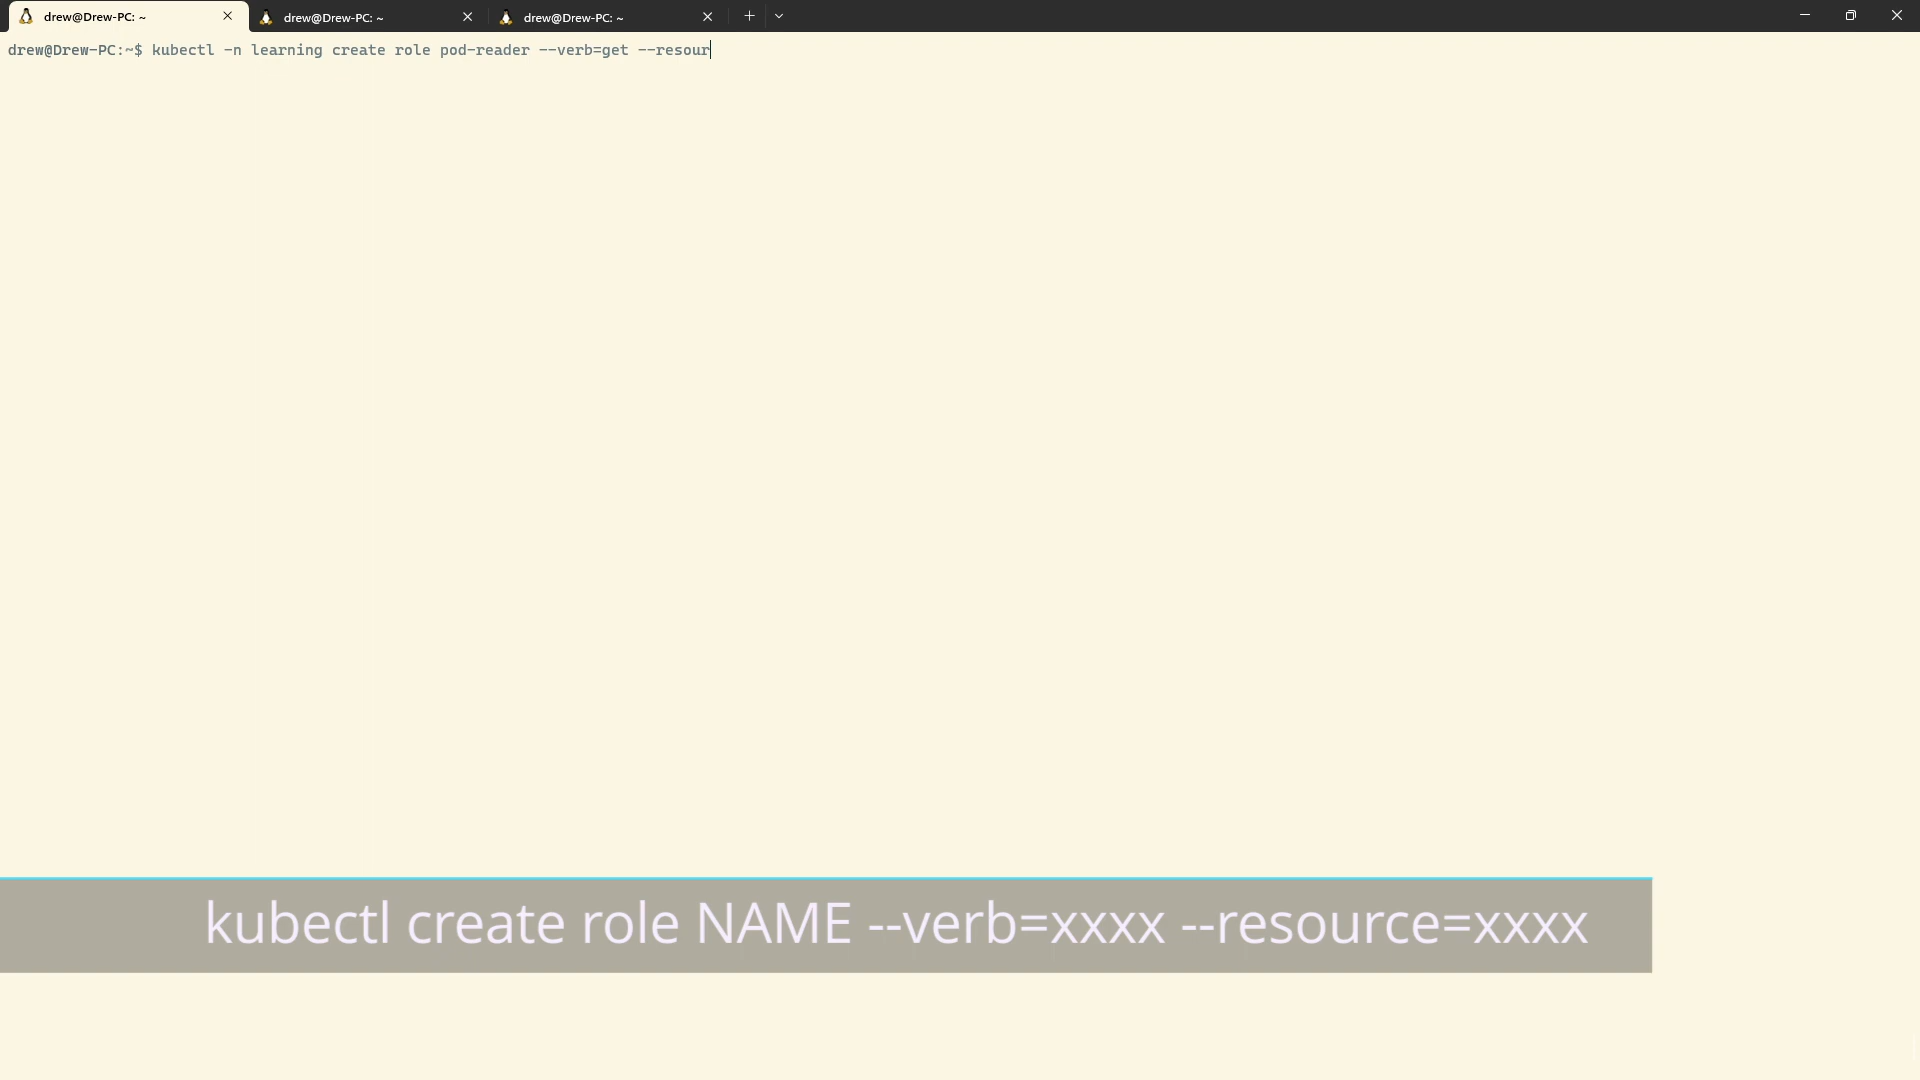 drew@Drew-PC: ~
drew@Drew-PC: ~
drew@Drew-PC: ~
drew@Drew-PC:~$ kubectl -n learning create role pod-reader --verb=get --resour
kubectl create role NAME --verb=xxxx --resource=xxxx